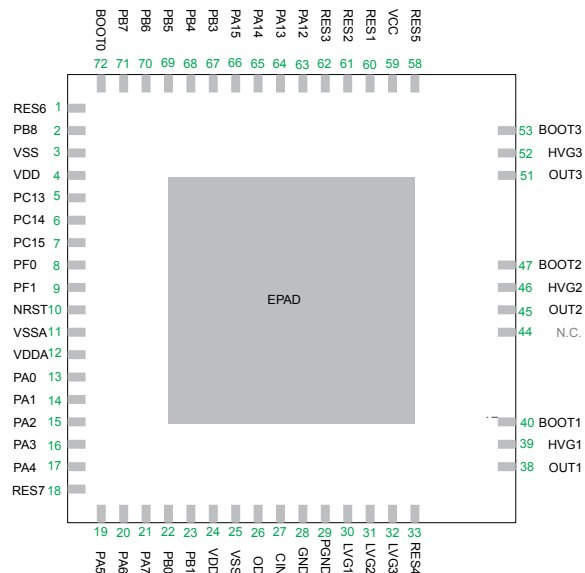 BOOT0 PB7 PB6 PB5 PB4 PB3 PA15 PA14 PA13 PA12 RES3 RES2 RES1 VCC RES5
72 71 70 69 68 67 66 65 64 63 62 61 60 59 58
RES6 1
PB8 2
53 BOOT3
VSS 3
52 HVG3
VDD 4
51 OUT3
PC13 5
PC14 6
PC15 7
PF0 8
47 BOOT2
PF1 9
46 HVG2
EPAD
NRST 10
45 OUT2
VSSA 11
44 N.C.
VDDA 12
PA0 13
PA1 14
PA2 15
40 BOOT1
PA3 16
39 HVG1
PA4 17
38 OUT1
RES7 18
19 20 21 22 23 24 25 26 27 28 29 30 31 32 33
PA5 PA6 PA7 PB0 PB1 VDD VSS OD CIN GND PGND LVG1 LVG2 LVG3 RES4